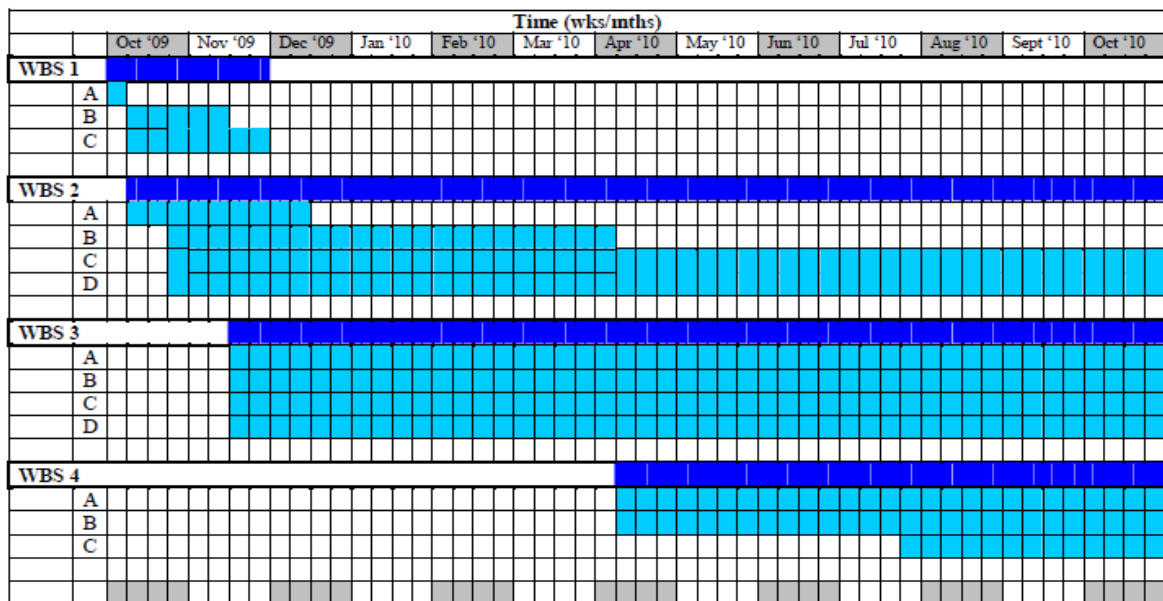 Time (wks/mths)
Oct ‘09 Nov ‘09 Dec ‘09 Jan ‘10 Feb ‘10 Mar ‘10 Apr ‘10 May ‘10 Jun ‘10 Jul ‘10 Aug ‘10 Sept ‘10 Oct ‘10
WBS 1
A
B
C
WBS 2
A
B
C
D
WBS 3
A
B
C
D
WBS 4
A
B
C